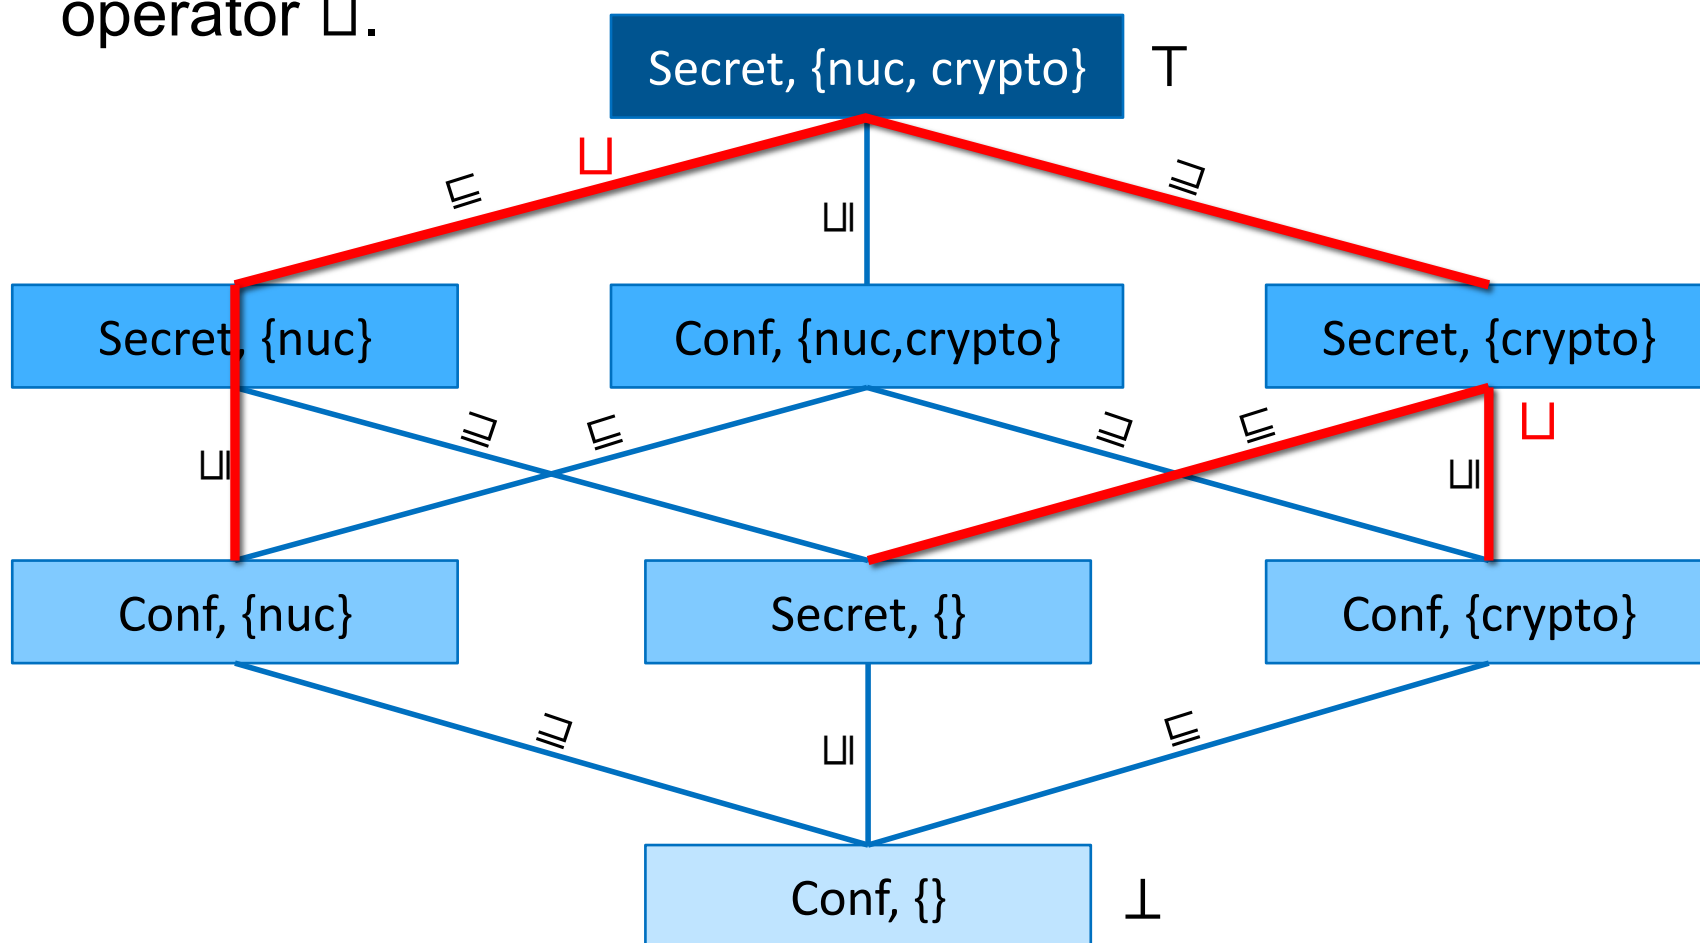 operator ⊔.
Secret, {nuc, crypto} ⊤
⊔
⊑ ⊑ ⊒
Secret, {nuc} Conf, {nuc,crypto} Secret, {crypto}
⊔
⊑ ⊒ ⊑ ⊒ ⊑ ⊑
Conf, {nuc} Secret, {} Conf, {crypto}
⊒ ⊑ ⊑
Conf, {} ⊥